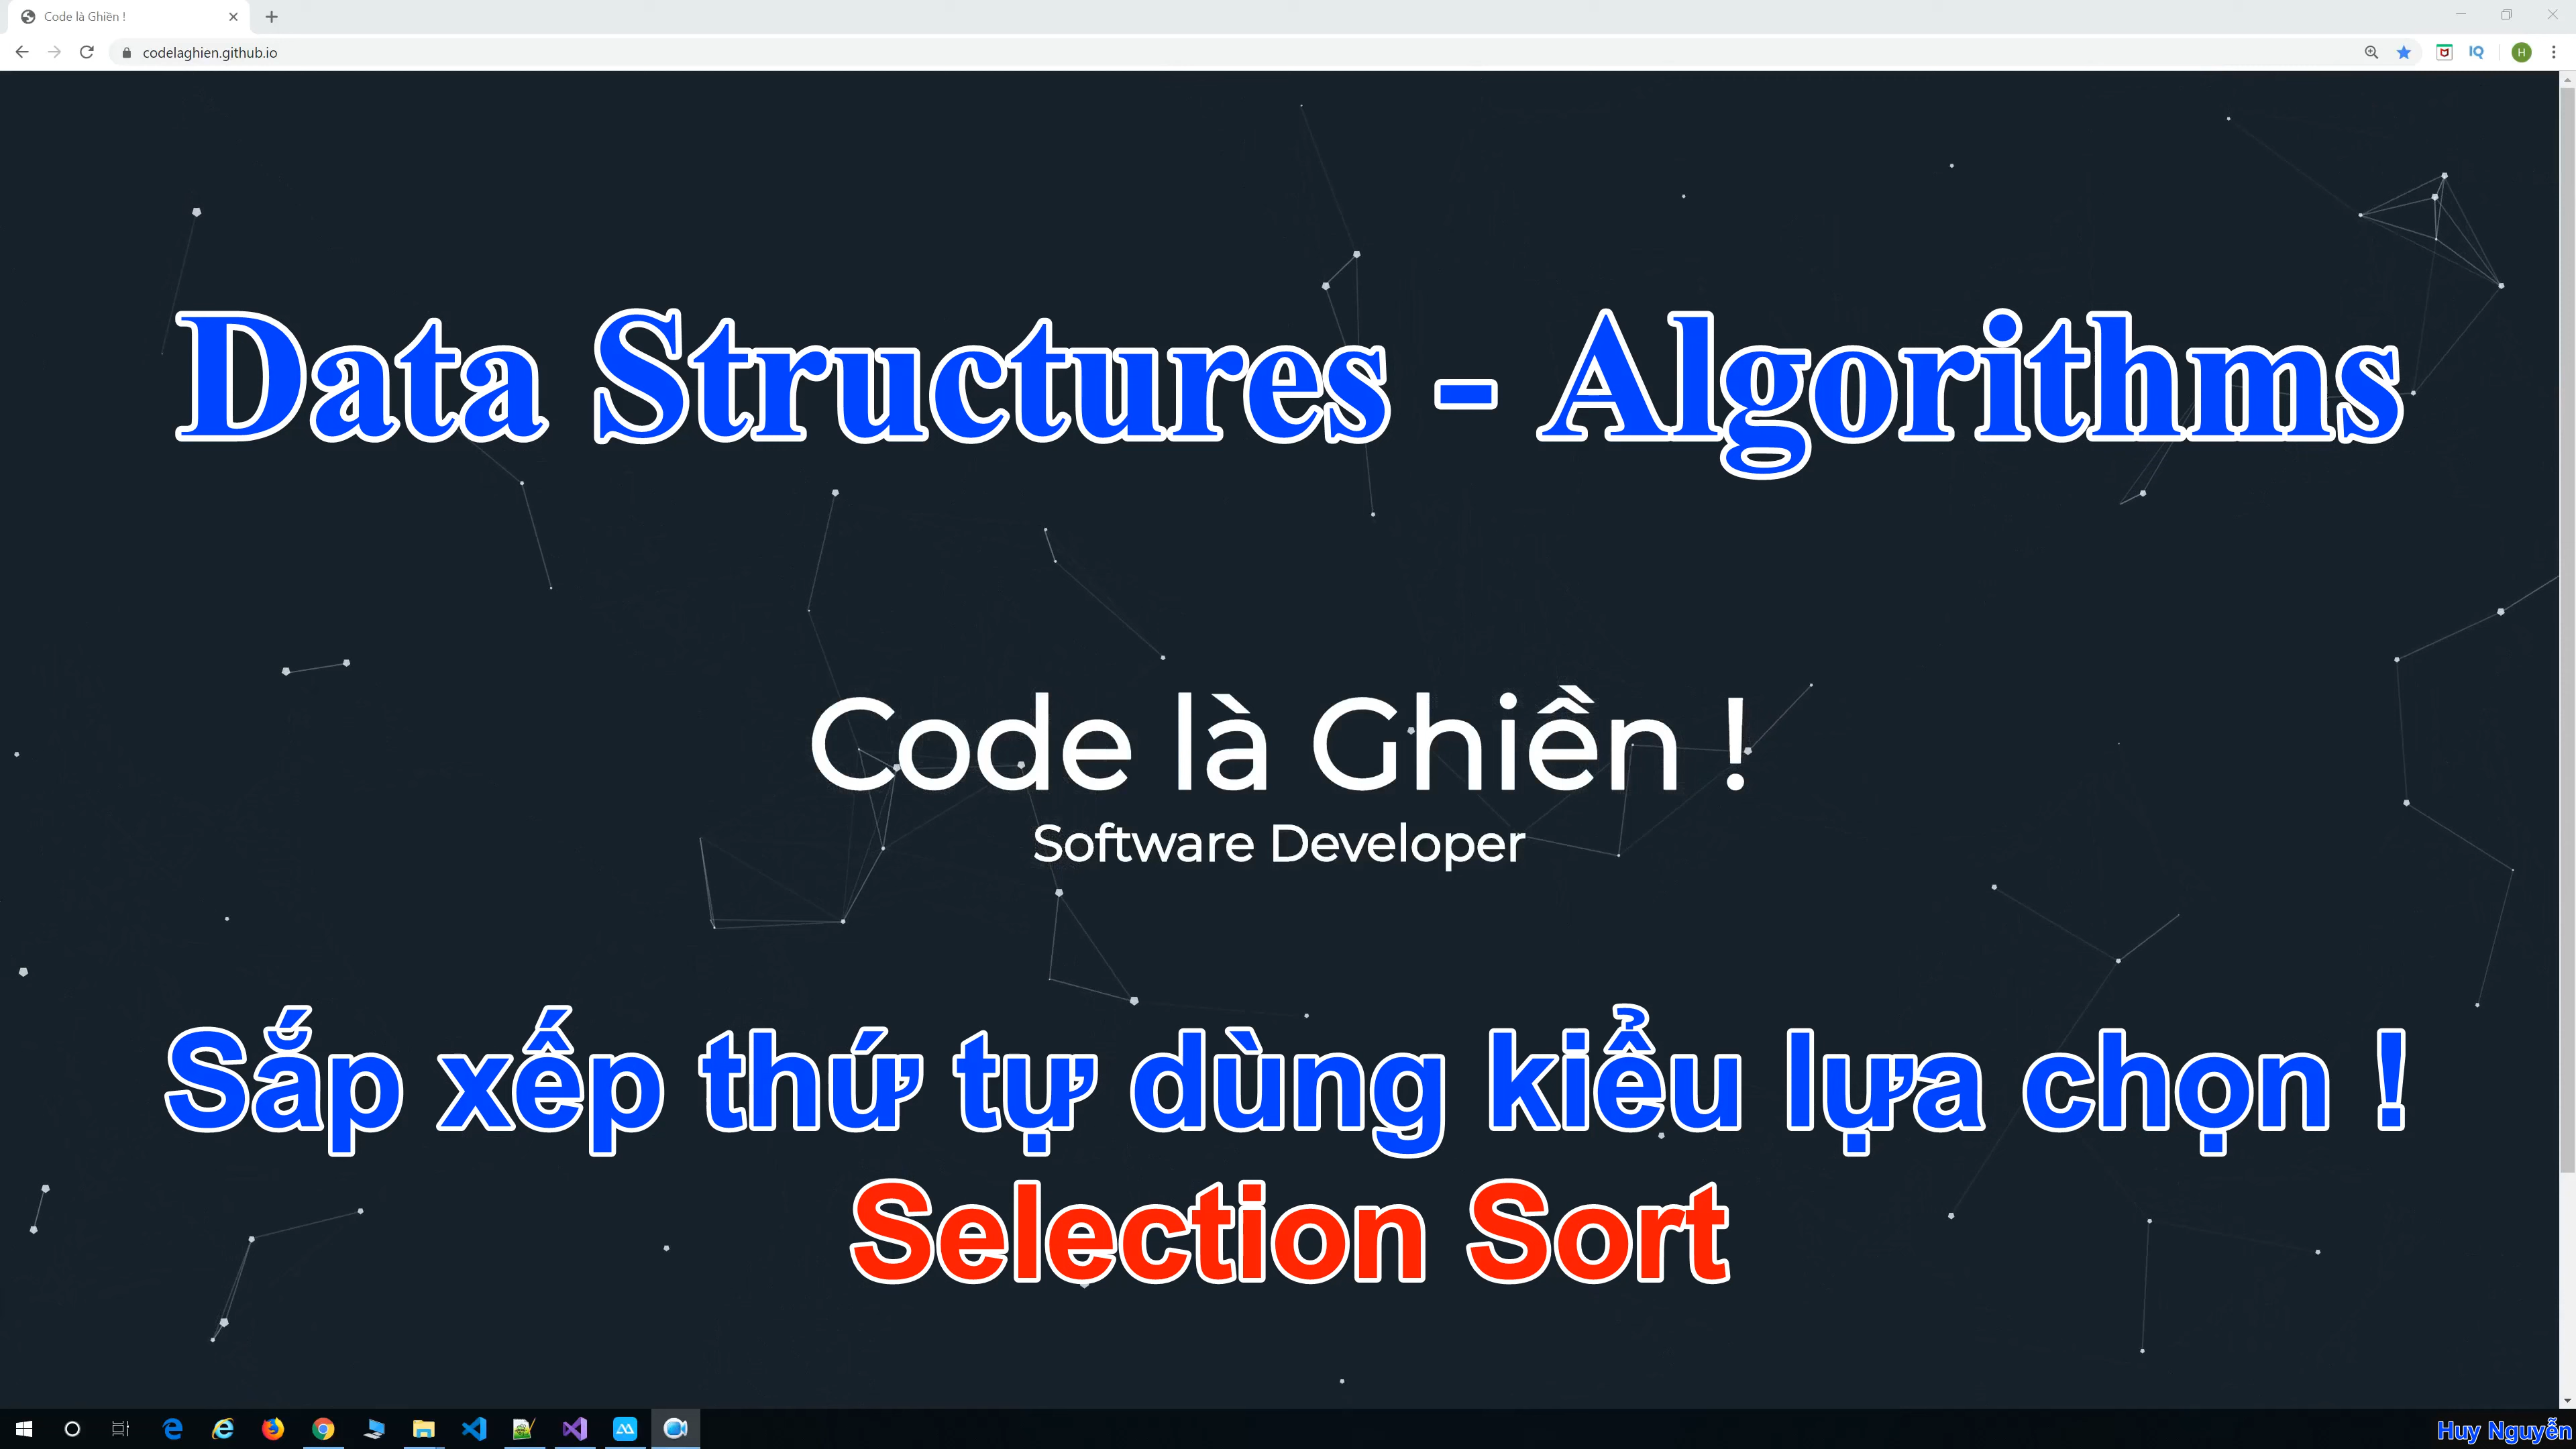 Code là Ghiền !
codelaghien.github.io
IQ
H
Data Structures - Algorithms
Code là Ghiền !
Software Developer
Sắp xếp thứ tự dùng kiểu lựa chọn !
Selection Sort
Huy Nguyễn